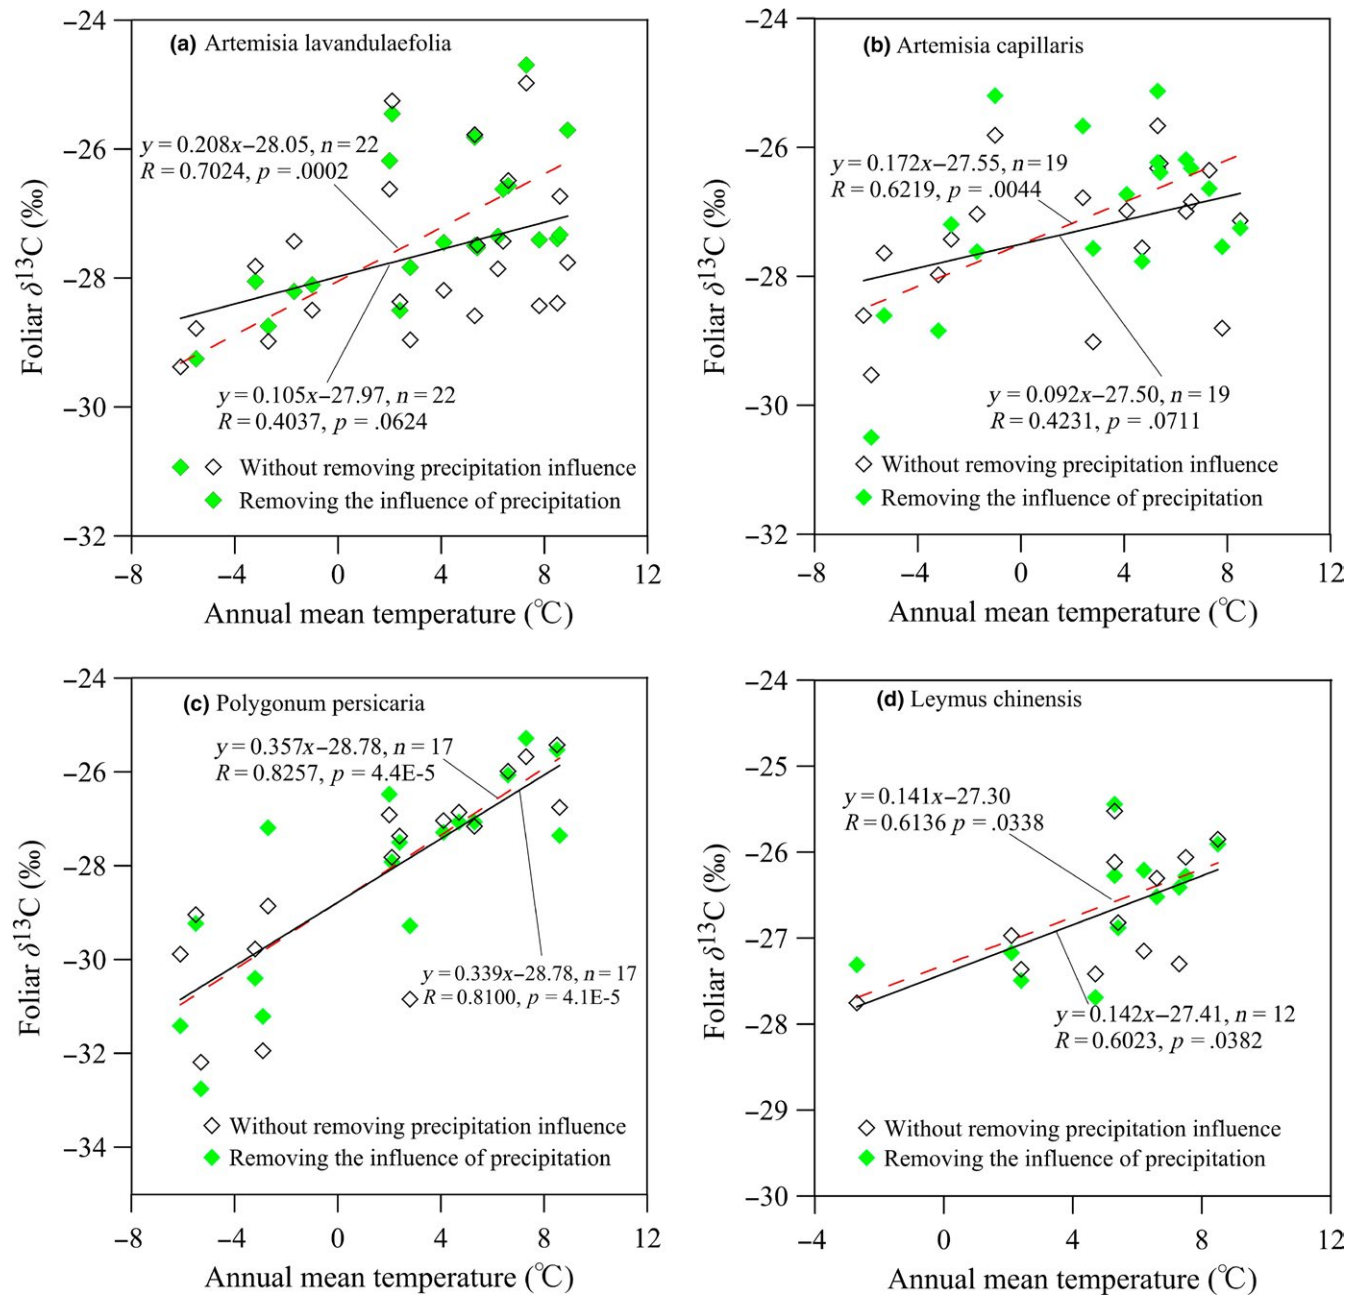 (a) Artemisia lavandulaefolia
y = 0.208x−28.05, n = 22
R = 0.7024, p = .0002
y = 0.105x−27.97, n = 22
R = 0.4037, p = .0624
Without removing precipitation influence
Removing the influence of precipitation
−24
−26
−28
−30
−32
−8
−4
0
4
8
12
Foliar δ13C (‰)
Annual mean temperature (℃)
(b) Artemisia capillaris
y = 0.172x−27.55, n = 19
R = 0.6219, p = .0044
y = 0.092x−27.50, n = 19
R = 0.4231, p = .0711
Without removing precipitation influence
Removing the influence of precipitation
−24
−26
−28
−30
−32
−8
−4
0
4
8
12
Foliar δ13C (‰)
Annual mean temperature (℃)
(c) Polygonum persicaria
y = 0.357x−28.78, n = 17
R = 0.8257, p = 4.4E-5
y = 0.339x−28.78, n = 17
R = 0.8100, p = 4.1E-5
Without removing precipitation influence
Removing the influence of precipitation
−24
−26
−28
−30
−32
−34
−8
−4
0
4
8
12
Foliar δ13C (‰)
Annual mean temperature (℃)
(d) Leymus chinensis
y = 0.141x−27.30
R = 0.6136 p = .0338
y = 0.142x−27.41, n = 12
R = 0.6023, p = .0382
Without removing precipitation influence
Removing the influence of precipitation
−24
−25
−26
−27
−28
−29
−30
−4
0
4
8
12
Foliar δ13C (‰)
Annual mean temperature (℃)